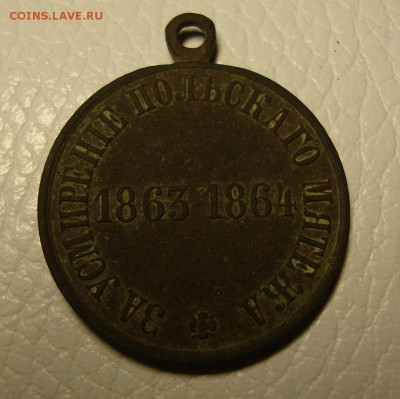 COINS.LAVE.RU
ЗА УСМИРЕНІЕ ПОЛЬСКАГО МЯТЕЖА
1863-1864